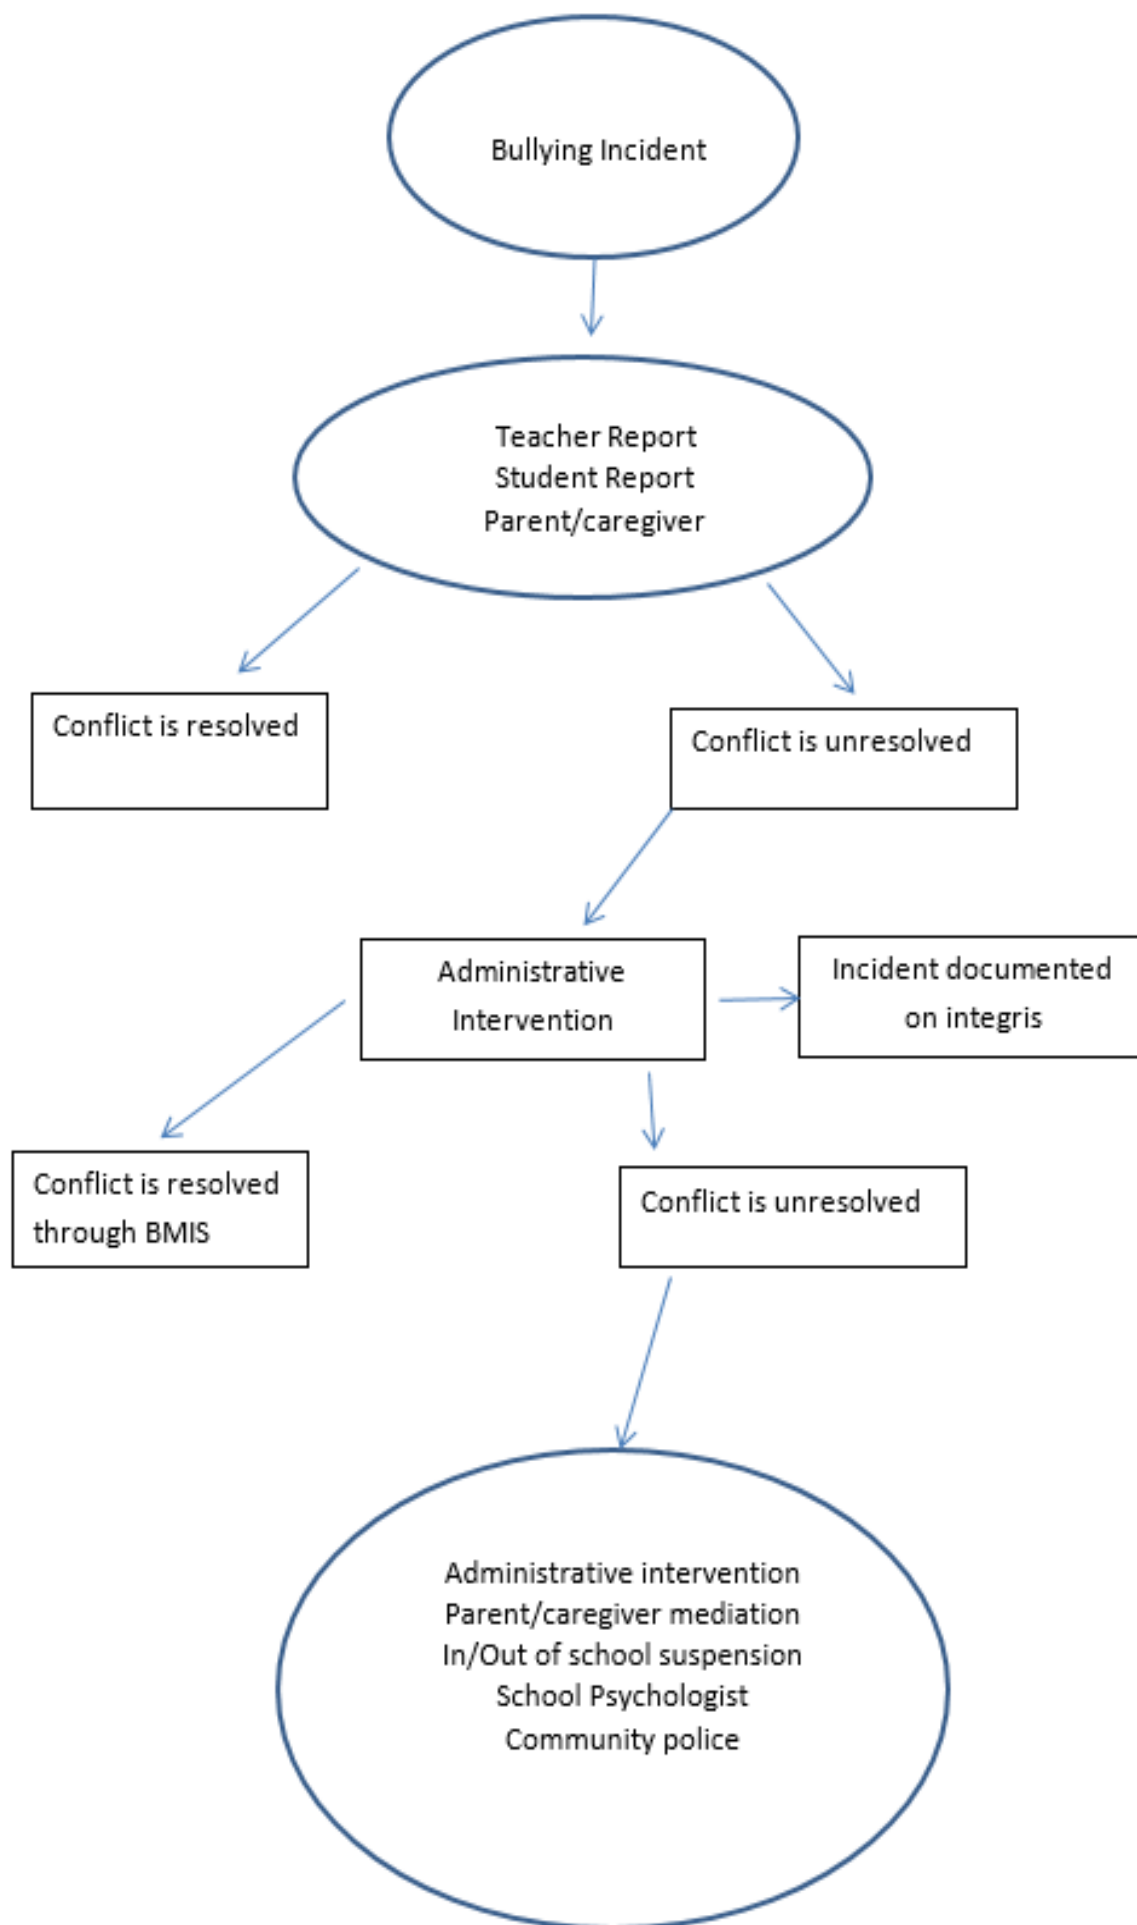 Bullying Incident
Teacher Report
Student Report
Parent/caregiver
Conflict is resolved
Conflict is unresolved
Administrative
Intervention
Incident documented
on integris
Conflict is resolved
through BMIS
Conflict is unresolved
Administrative intervention
Parent/caregiver mediation
In/Out of school suspension
School Psychologist
Community police